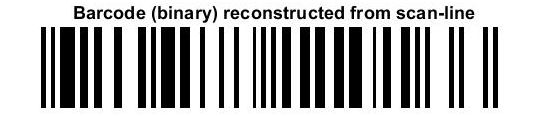 Barcode (binary) reconstructed from scan-line